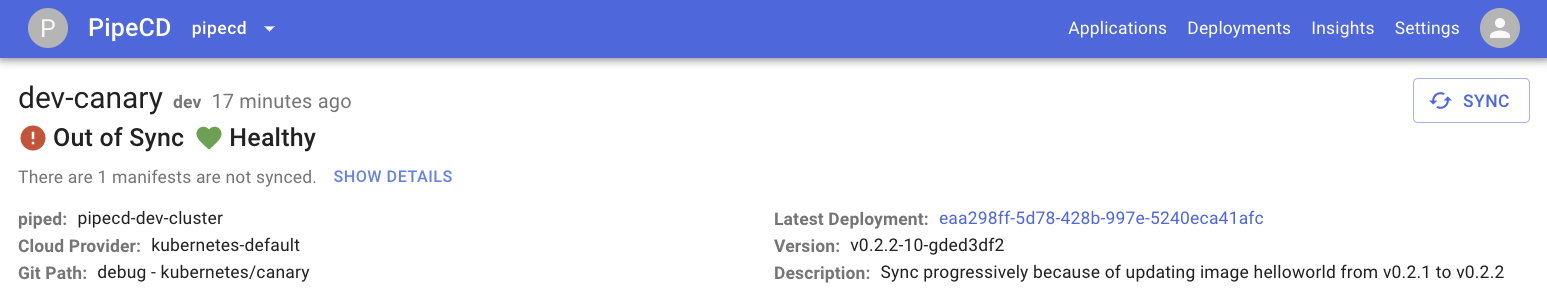 P PipeCD pipecd Applications Deployments Insights Settings
dev-canary dev 17 minutes ago
SYNC
Out of Sync Healthy
There are 1 manifests are not synced. SHOW DETAILS
piped: pipecd-dev-cluster
Cloud Provider: kubernetes-default
Git Path: debug - kubernetes/canary
Latest Deployment: eaa298ff-5d78-428b-997e-5240eca41afc
Version: v0.2.2-10-gded3df2
Description: Sync progressively because of updating image helloworld from v0.2.1 to v0.2.2